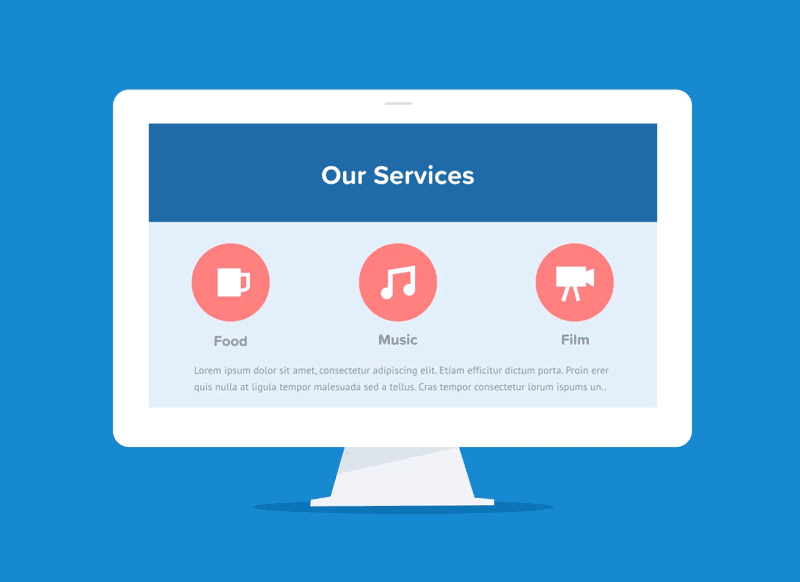 Our Services
Food
Music
Film
Lorem ipsum dolor sit amet, consectetur adipiscing elit. Etiam efficitur dictum porta. Proin erer
quis nulla at ligula tempor malesuada sed a tellus. Cras tempor consectetur lorum ispums un..